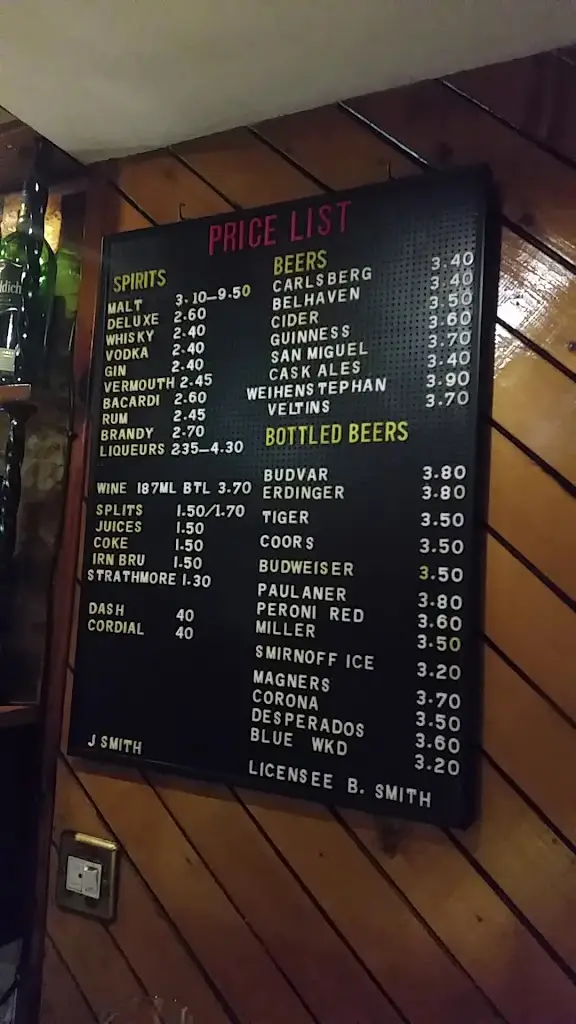 PRICE LIST
SPIRITS
MALT 3.10-9.50
DELUXE 2.60
WHISKY 2.40
VODKA 2.40
GIN 2.40
VERMOUTH 2.45
BACARDI 2.60
RUM 2.45
BRANDY 2.70
LIQUEURS 235-4.30
WINE 187ML BTL 3.70
SPLITS 1.50/1.70
JUICES 1.50
COKE 1.50
IRN BRU 1.50
STRATHMORE 1.30
DASH 40
CORDIAL 40
J SMITH
BEERS
CARLSBERG 3.40
BELHAVEN 3.40
CIDER 3.50
GUINNESS 3.60
SAN MIGUEL 3.70
CASK ALES 3.40
WEIHENSTEPHAN 3.90
VELTINS 3.70
BOTTLED BEERS
BUDVAR 3.80
ERDINGER 3.80
TIGER 3.50
COORS 3.50
BUDWEISER 3.50
PAULANER 3.80
PERONI RED 3.60
MILLER 3.50
SMIRNOFF ICE 3.20
MAGNERS 3.70
CORONA 3.50
DESPERADOS 3.60
BLUE WKD 3.20
LICENSEE B. SMITH